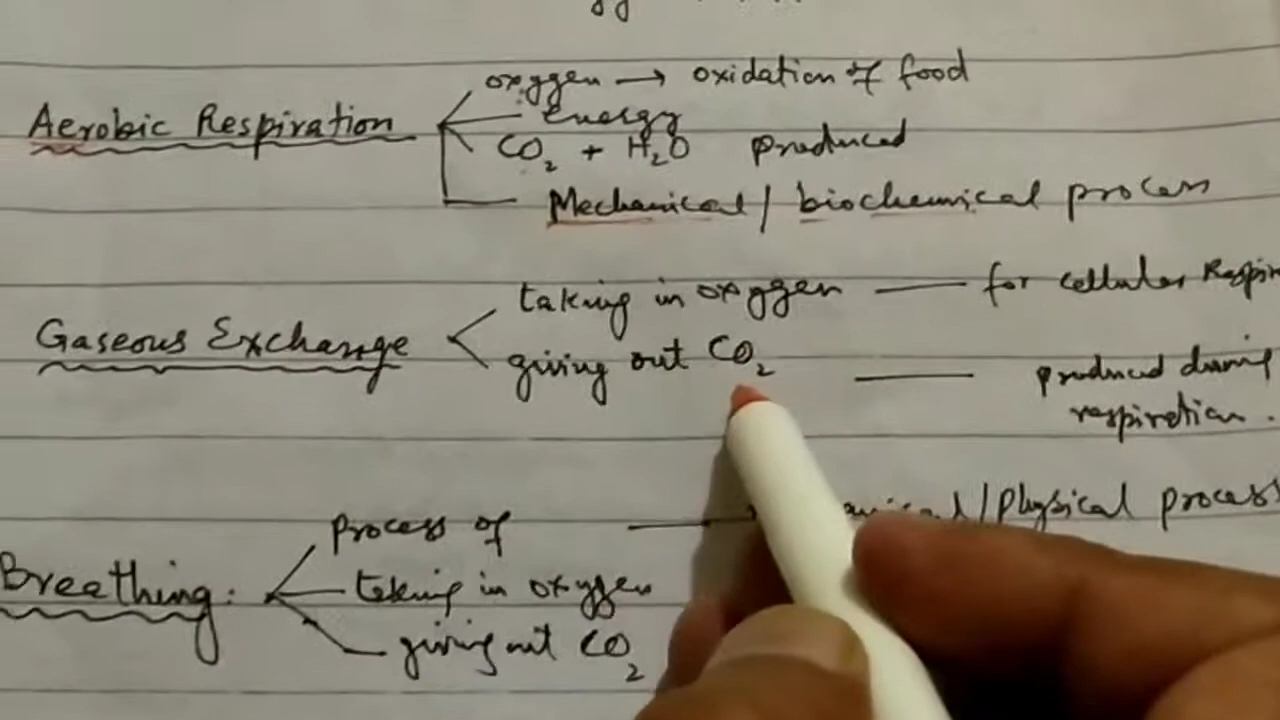 oxygen → oxidation of food
Aerobic Respiration
energy
CO₂ + H₂O produced
Mechanical / biochemical process
taking in oxygen — for cellular Respir
Gaseous Exchange
giving out CO₂ — produced during
respiration.
Process of — /Physical process
Breathing:
taking in oxygen
giving out CO₂